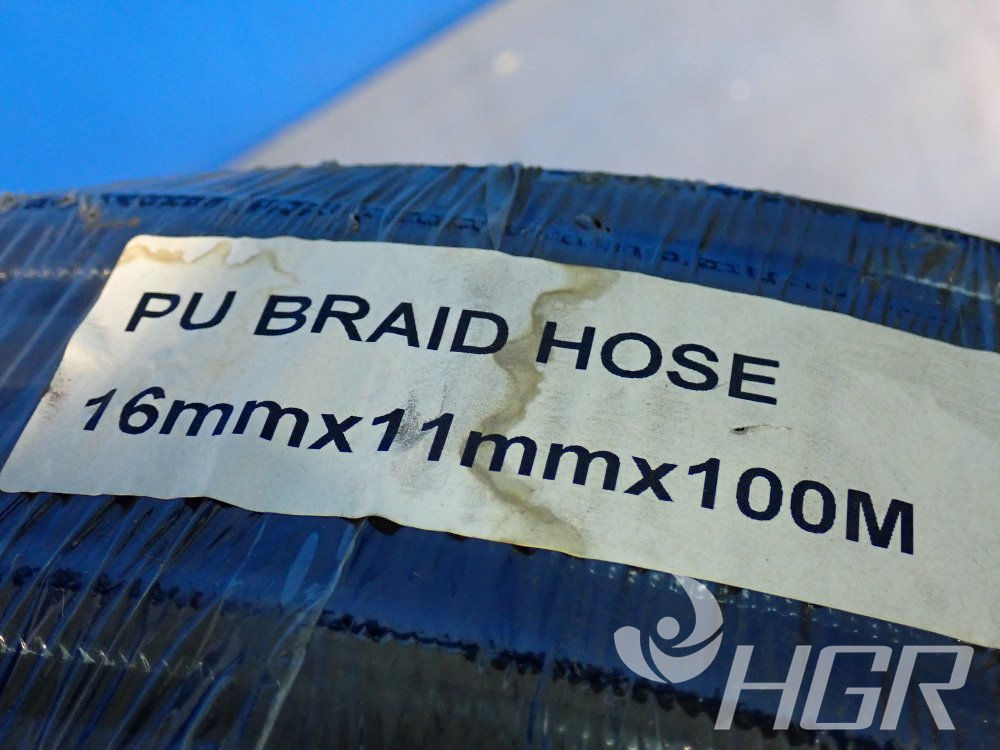 PU BRAID HOSE
16mmx11mmx100M
HGR